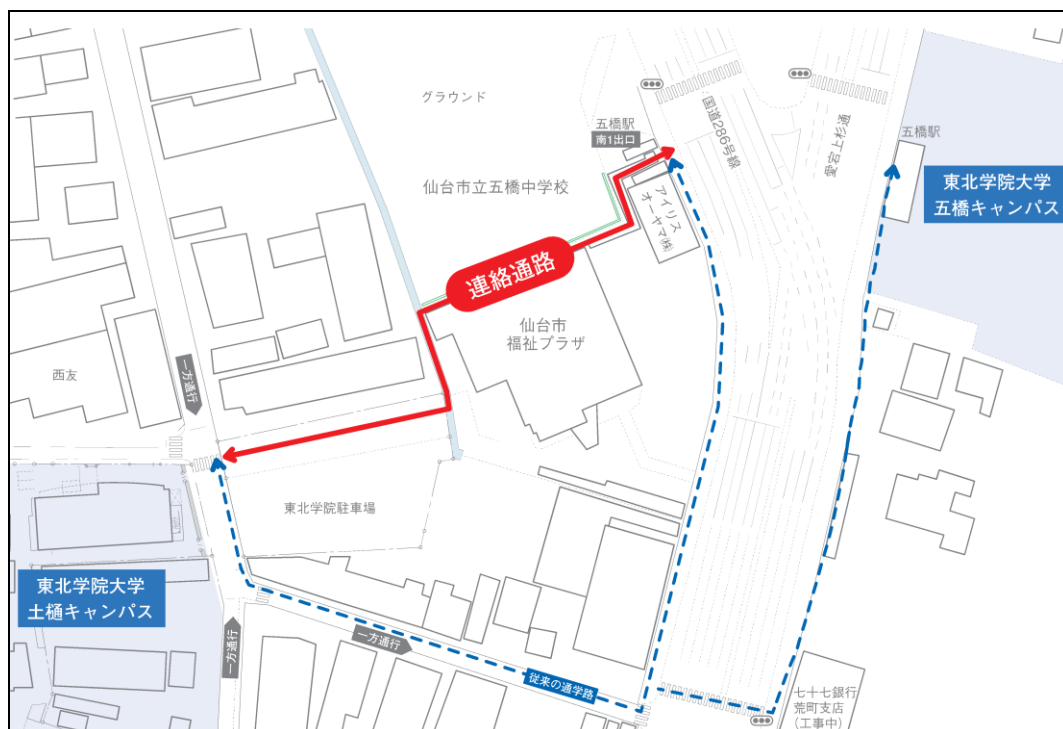 グラウンド
五橋駅
南1出口
国道286号線
愛宕上杉通
五橋駅
東北学院大学
五橋キャンパス
仙台市立五橋中学校
アイリス
オーヤマ㈱
連絡通路
仙台市
福祉プラザ
西友
一方通行
東北学院駐車場
東北学院大学
土樋キャンパス
一方通行
一方通行
従来の通学路
七十七銀行
荒町支店
(工事中)